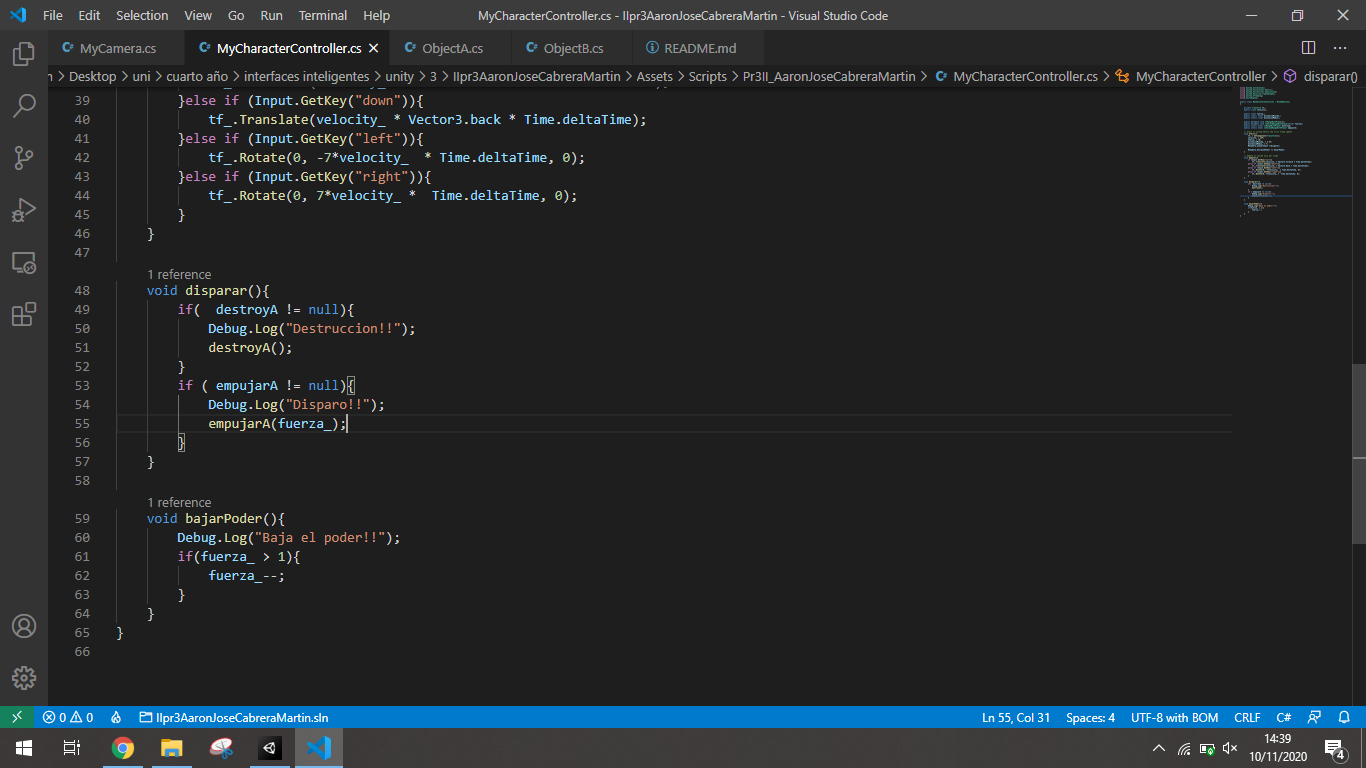 File Edit Selection View Go Run Terminal Help MyCharacterController.cs - IIpr3AaronJoseCabreraMartin - Visual Studio Code
MyCamera.cs MyCharacterController.cs ObjectA.cs ObjectB.cs README.md
n > Desktop > uni > cuarto año > interfaces inteligentes > unity > 3 > IIpr3AaronJoseCabreraMartin > Assets > Scripts > Pr3II_AaronJoseCabreraMartin > MyCharacterController.cs > MyCharacterController > disparar()
39 }else if (Input.GetKey("down")){
40 tf_.Translate(velocity_ * Vector3.back * Time.deltaTime);
41 }else if (Input.GetKey("left")){
42 tf_.Rotate(0, -7*velocity_  * Time.deltaTime, 0);
43 }else if (Input.GetKey("right")){
44 tf_.Rotate(0, 7*velocity_ *  Time.deltaTime, 0);
45 }
46 }
47
1 reference
48 void disparar(){
49 if(  destroyA != null){
50 Debug.Log("Destruccion!!");
51 destroyA();
52 }
53 if ( empujarA != null){
54 Debug.Log("Disparo!!");
55 empujarA(fuerza_);
56 }
57 }
58
1 reference
59 void bajarPoder(){
60 Debug.Log("Baja el poder!!");
61 if(fuerza_ > 1){
62 fuerza_--;
63 }
64 }
65 }
66
0 0 IIpr3AaronJoseCabreraMartin.sln Ln 55, Col 31 Spaces: 4 UTF-8 with BOM CRLF C#
14:39
10/11/2020
4